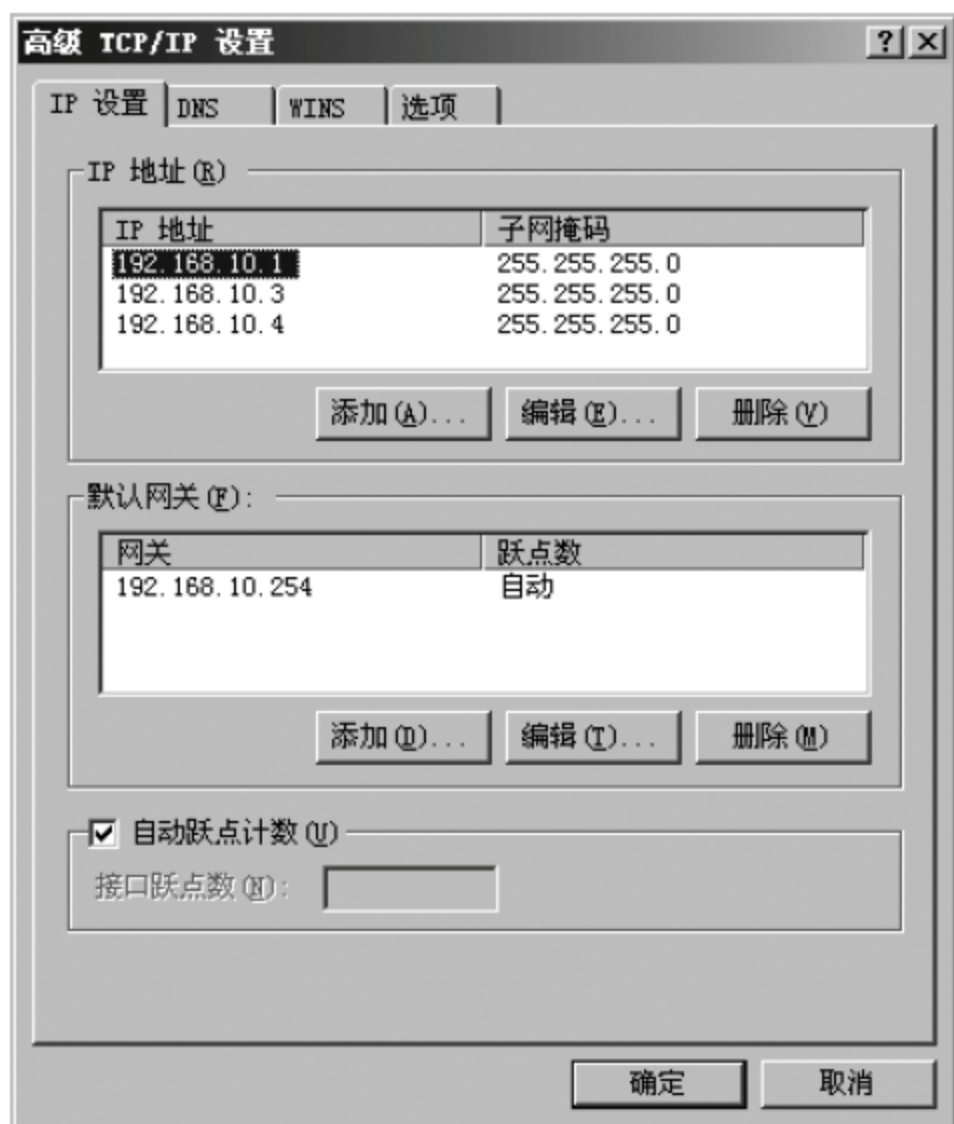 高级 TCP/IP 设置
IP 设置 DNS WINS 选项
IP 地址(R)
IP 地址 子网掩码
192.168.10.1 255.255.255.0
192.168.10.3 255.255.255.0
192.168.10.4 255.255.255.0
添加(A)... 编辑(E)... 删除(V)
默认网关(F):
网关 跃点数
192.168.10.254 自动
添加(D)... 编辑(T)... 删除(M)
自动跃点计数(U)
接口跃点数(N):
确定 取消